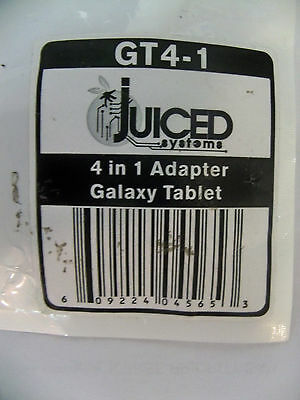 GT4-1
JUICED
systems
4 in 1 Adapter
Galaxy Tablet
6 09224 04565 3